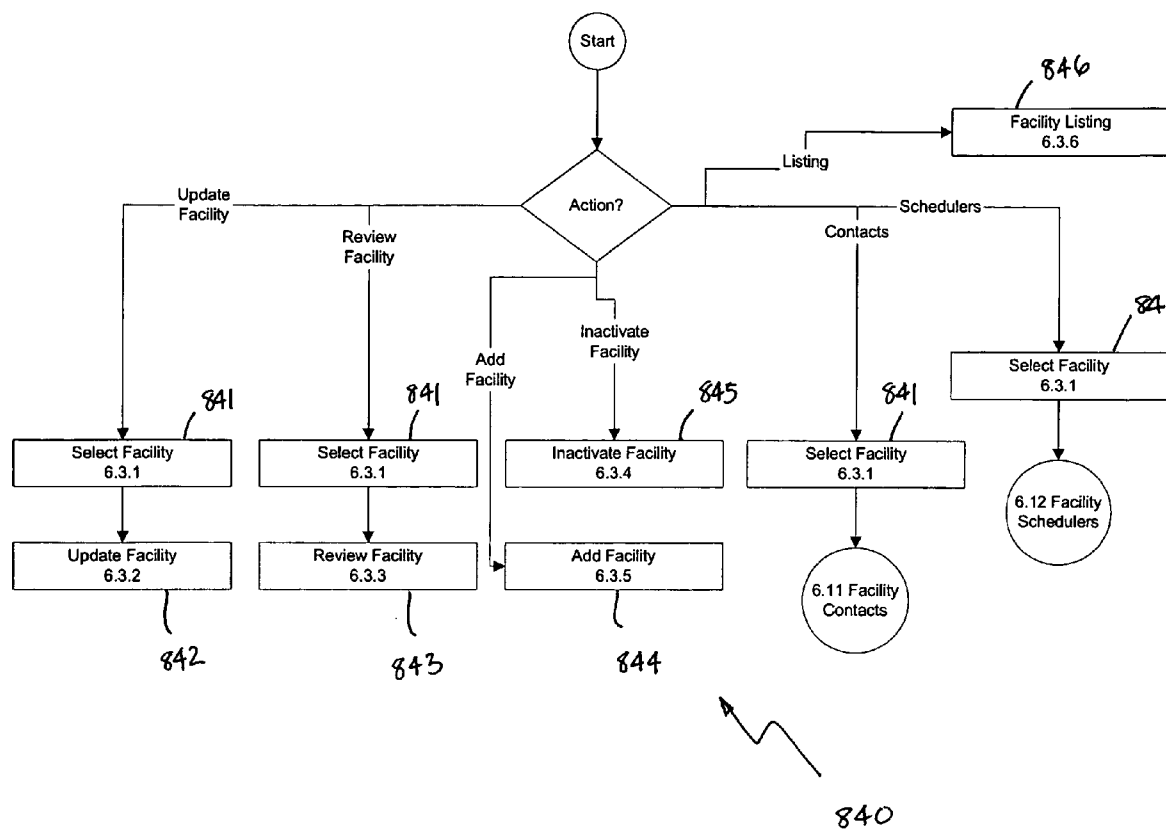 Start
846
Facility Listing
6.3.6
Listing
Update
Facility
Action?
Schedulers
Review
Facility
Contacts
Inactivate
Facility
Add
Facility
84
Select Facility
6.3.1
841
841
845
841
Select Facility
6.3.1
Select Facility
6.3.1
Inactivate Facility
6.3.4
Select Facility
6.3.1
6.12 Facility
Schedulers
Update Facility
6.3.2
Review Facility
6.3.3
Add Facility
6.3.5
6.11 Facility
Contacts
842
843
844
840